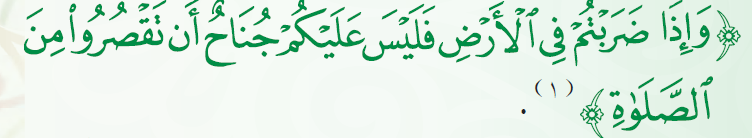 ﴿وَإِذَا ضَرَبْتُمْ فِي ٱلْأَرْضِ فَلَيْسَ عَلَيْكُمْ جُنَاحٌ أَن تَقْصُرُوا۟ مِنَ
ٱلصَّلَوٰةِ﴾ (١).